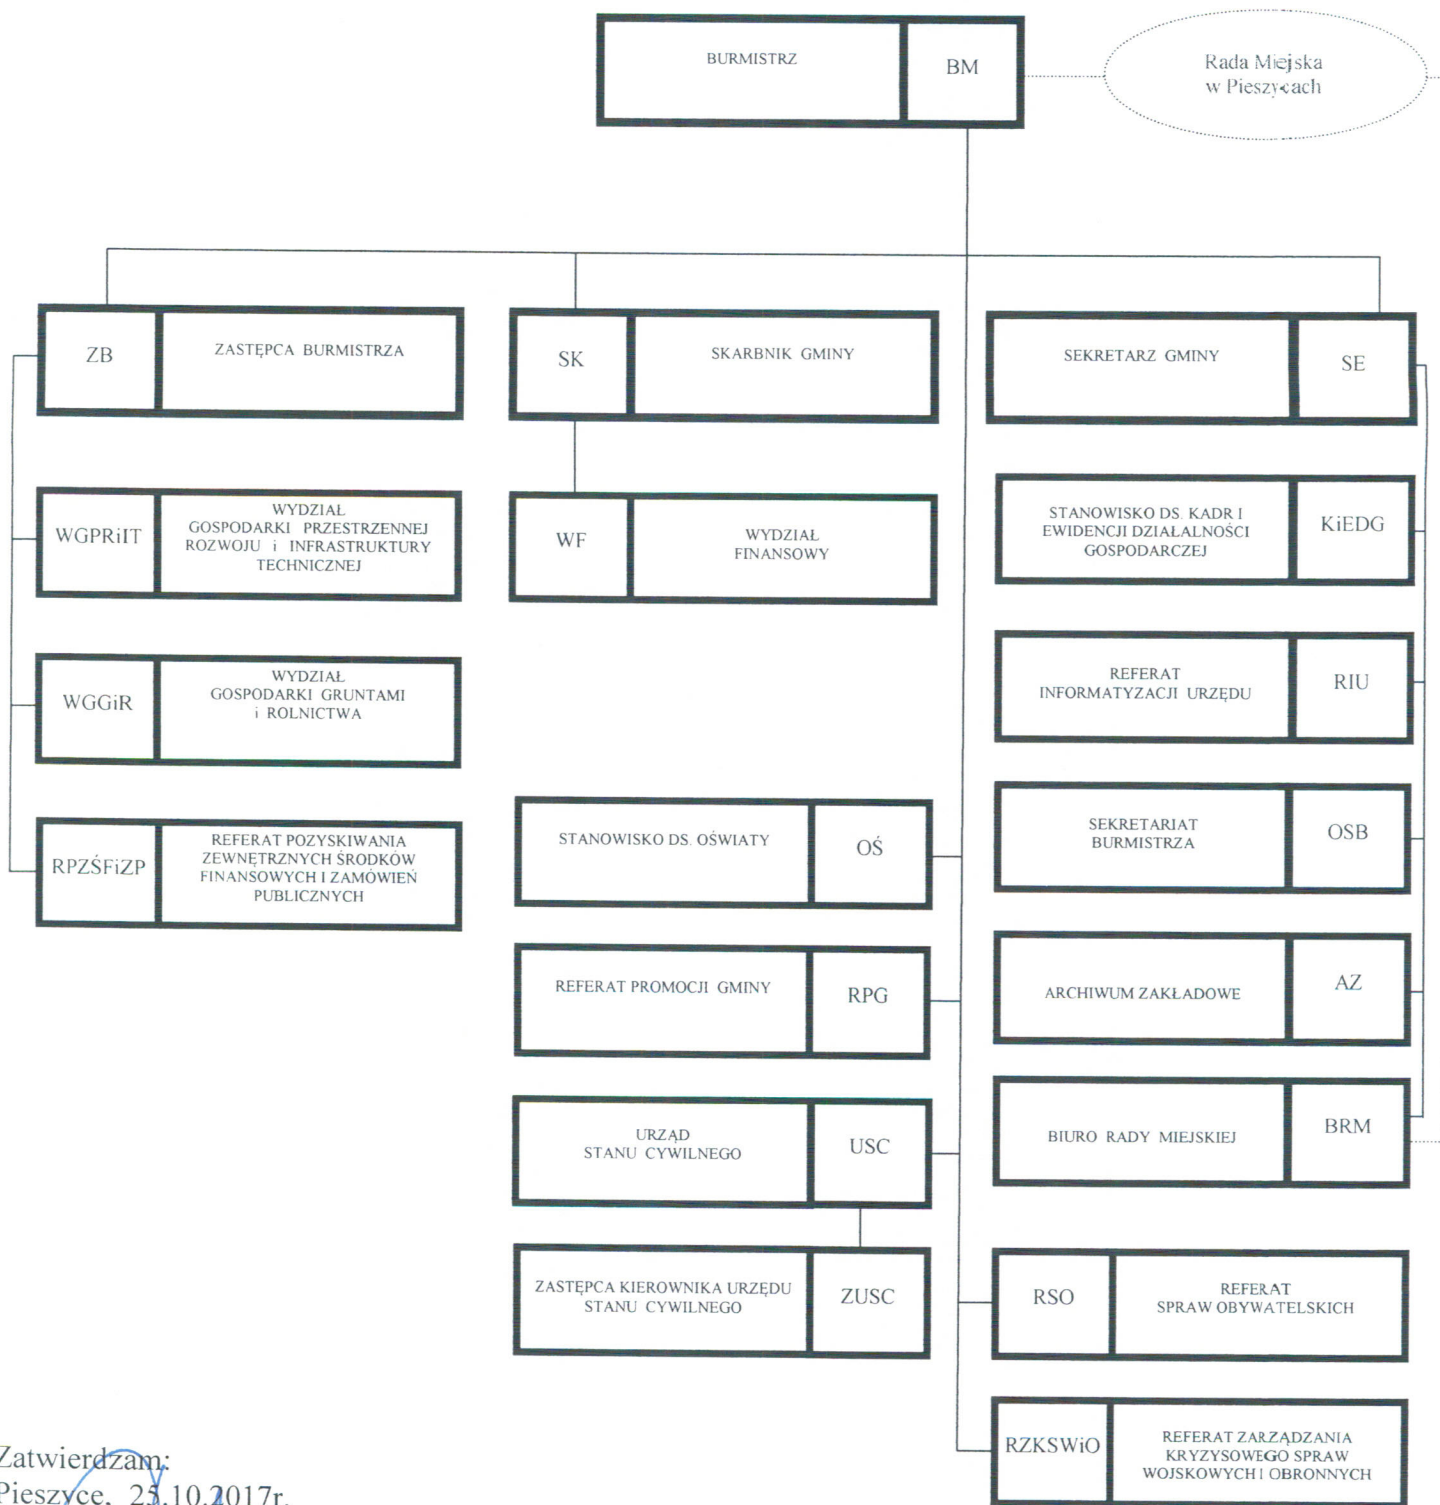 BURMISTRZ
BM
Rada Miejska
w Pieszycach
ZB
ZASTĘPCA BURMISTRZA
SK
SKARBNIK GMINY
SEKRETARZ GMINY
SE
WGPRiIT
WYDZIAŁ
GOSPODARKI PRZESTRZENNEJ
ROZWOJU i INFRASTRUKTURY
TECHNICZNEJ
WF
WYDZIAŁ
FINANSOWY
STANOWISKO DS. KADR I
EWIDENCJI DZIAŁALNOŚCI
GOSPODARCZEJ
KiEDG
WGGiR
WYDZIAŁ
GOSPODARKI GRUNTAMI
i ROLNICTWA
REFERAT
INFORMATYZACJI URZĘDU
RIU
RPZŚFiZP
REFERAT POZYSKIWANIA
ZEWNĘTRZNYCH ŚRODKÓW
FINANSOWYCH I ZAMÓWIEŃ
PUBLICZNYCH
STANOWISKO DS. OŚWIATY
OŚ
SEKRETARIAT
BURMISTRZA
OSB
REFERAT PROMOCJI GMINY
RPG
ARCHIWUM ZAKŁADOWE
AZ
URZĄD
STANU CYWILNEGO
USC
BIURO RADY MIEJSKIEJ
BRM
ZASTĘPCA KIEROWNIKA URZĘDU
STANU CYWILNEGO
ZUSC
RSO
REFERAT
SPRAW OBYWATELSKICH
RZKSWiO
REFERAT ZARZĄDZANIA
KRYZYSOWEGO SPRAW
WOJSKOWYCH I OBRONNYCH
Zatwierdzam:
Pieszyce, 25.10.2017r.